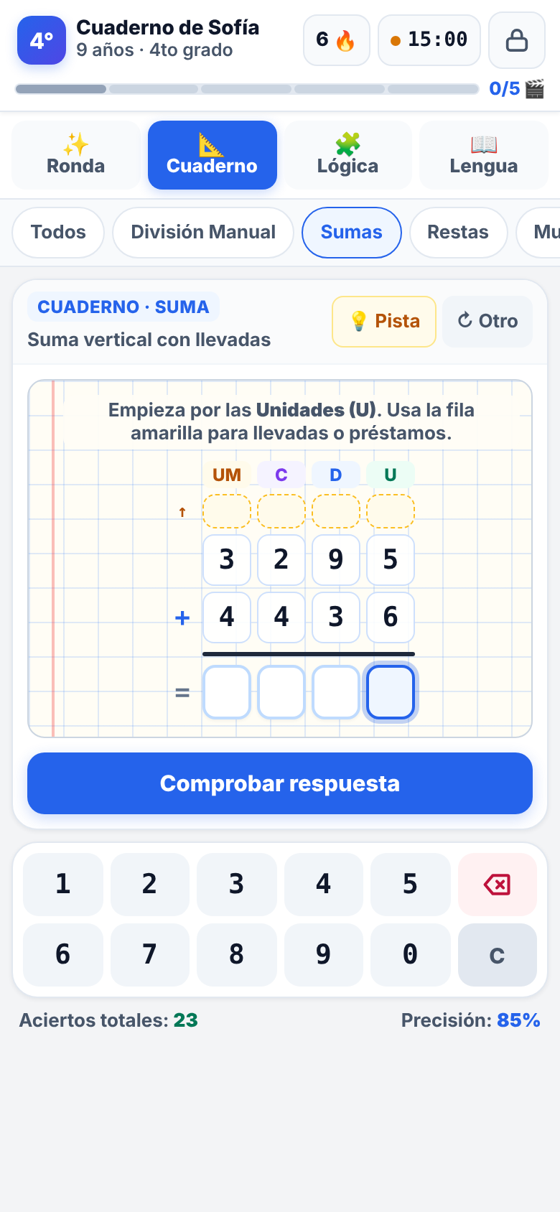 4° Cuaderno de Sofía
9 años · 4to grado
6 🔥
15:00
0/5 🎬
✨ Ronda
📐 Cuaderno
🧩 Lógica
📖 Lengua
Todos
División Manual
Sumas
Restas
Mu
CUADERNO · SUMA
Suma vertical con llevadas
💡 Pista
↻ Otro
Empieza por las Unidades (U). Usa la fila
amarilla para llevadas o préstamos.
UM C D U
↑
3 2 9 5
+ 4 4 3 6
=
Comprobar respuesta
1 2 3 4 5
6 7 8 9 0 C
Aciertos totales: 23
Precisión: 85%